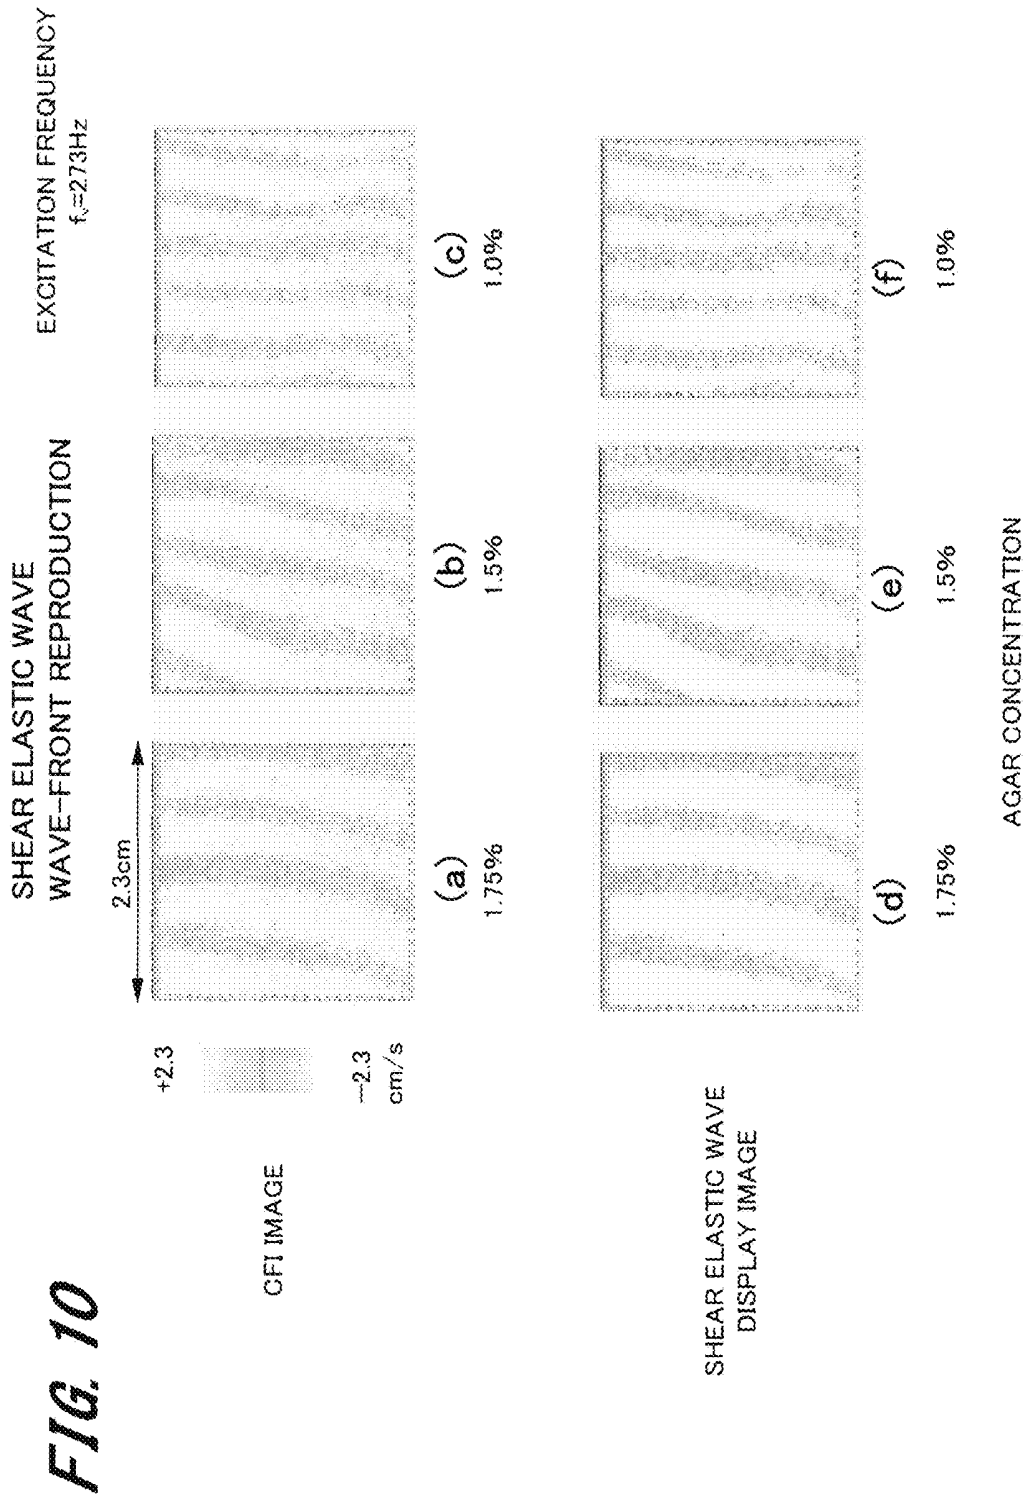 FIG. 10
SHEAR ELASTIC WAVE
WAVE-FRONT REPRODUCTION
EXCITATION FREQUENCY
fᵥ=273Hz
2.3cm
+2.3
−2.3
cm/s
CFI IMAGE
(a)
(b)
(c)
1.75%
1.5%
1.0%
SHEAR ELASTIC WAVE
DISPLAY IMAGE
(d)
(e)
(f)
1.75%
1.5%
1.0%
AGAR CONCENTRATION